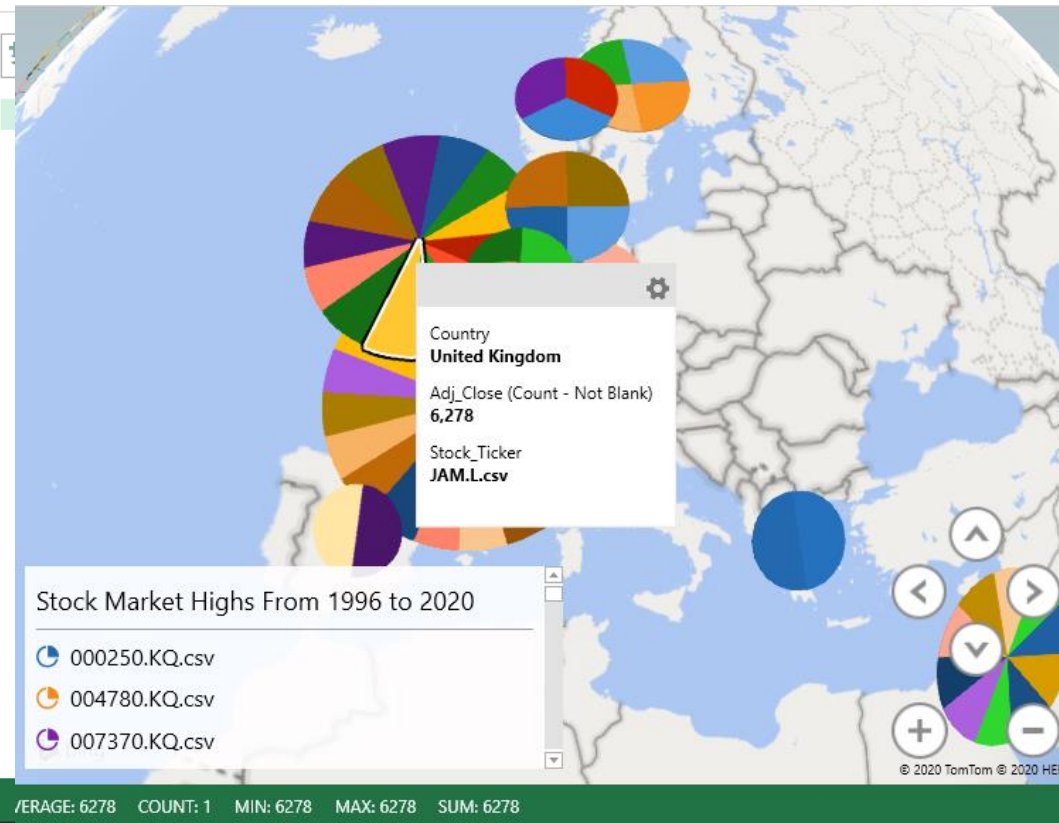 Country
United Kingdom
Adj_Close (Count - Not Blank)
6,278
Stock_Ticker
JAM.L.csv
Stock Market Highs From 1996 to 2020
000250.KQ.csv
004780.KQ.csv
007370.KQ.csv
© 2020 TomTom © 2020 HE
VERAGE: 6278 COUNT: 1 MIN: 6278 MAX: 6278 SUM: 6278